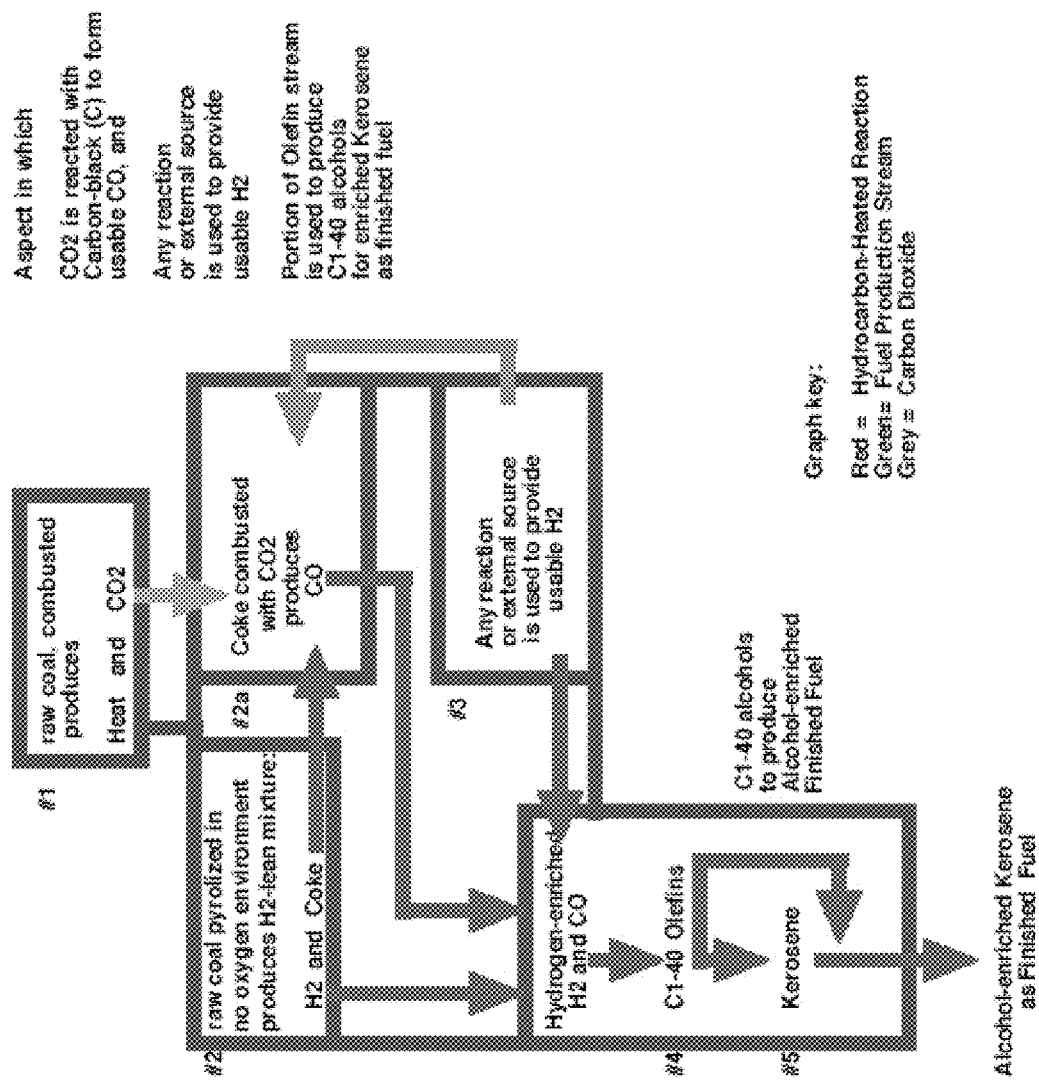 Aspect in which
CO2 is reacted with
Carbon-black (C) to form
usable CO, and
Any reaction
or external source
is used to provide
usable H2
Portion of Olefin stream
is used to produce
C1-40 alcohols
for enriched Kerosene
as finished fuel
#1
raw coal, combusted
produces
Heat and CO2
#2
raw coal pyrolized in
no oxygen environment
produces H2-lean mixture:
H2 and Coke
#2a
Coke combusted
with CO2
produces
CO
#3
Any reaction
or external source
is used to provide
usable H2
Hydrogen-enriched
H2 and CO
#4
C1-40 Olefins
#5
Kerosene
C1-40 alcohols
to produce
Alcohol-enriched
Finished Fuel
Alcohol-enriched Kerosene
as Finished Fuel
Graph key:
Red = Hydrocarbon-Heated Reaction
Green= Fuel Production Stream
Grey = Carbon Dioxide